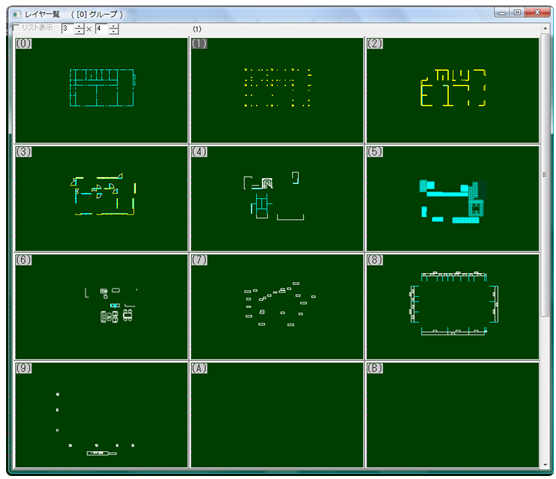 レイヤ一覧 ( [0] グループ )
リスト表示 3 × 4 (1)
(0) (1) (2)
(3) (4) (5)
(6) (7) (8)
(9) (A) (B)